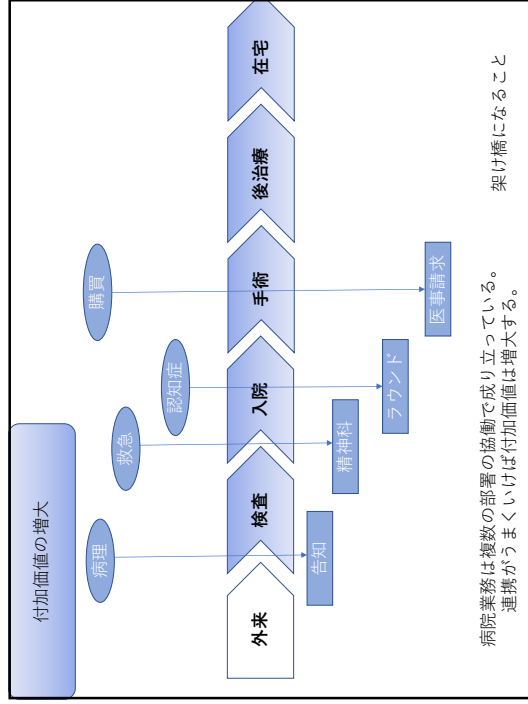 付加価値の増大
病理
救急
認知症
購買
外来
検査
入院
手術
後治療
在宅
告知
精神科
ラウンド
医事請求
病院業務は複数の部署の協働で成り立っている。
連携がうまくいけば付加価値は増大する。
架け橋になること